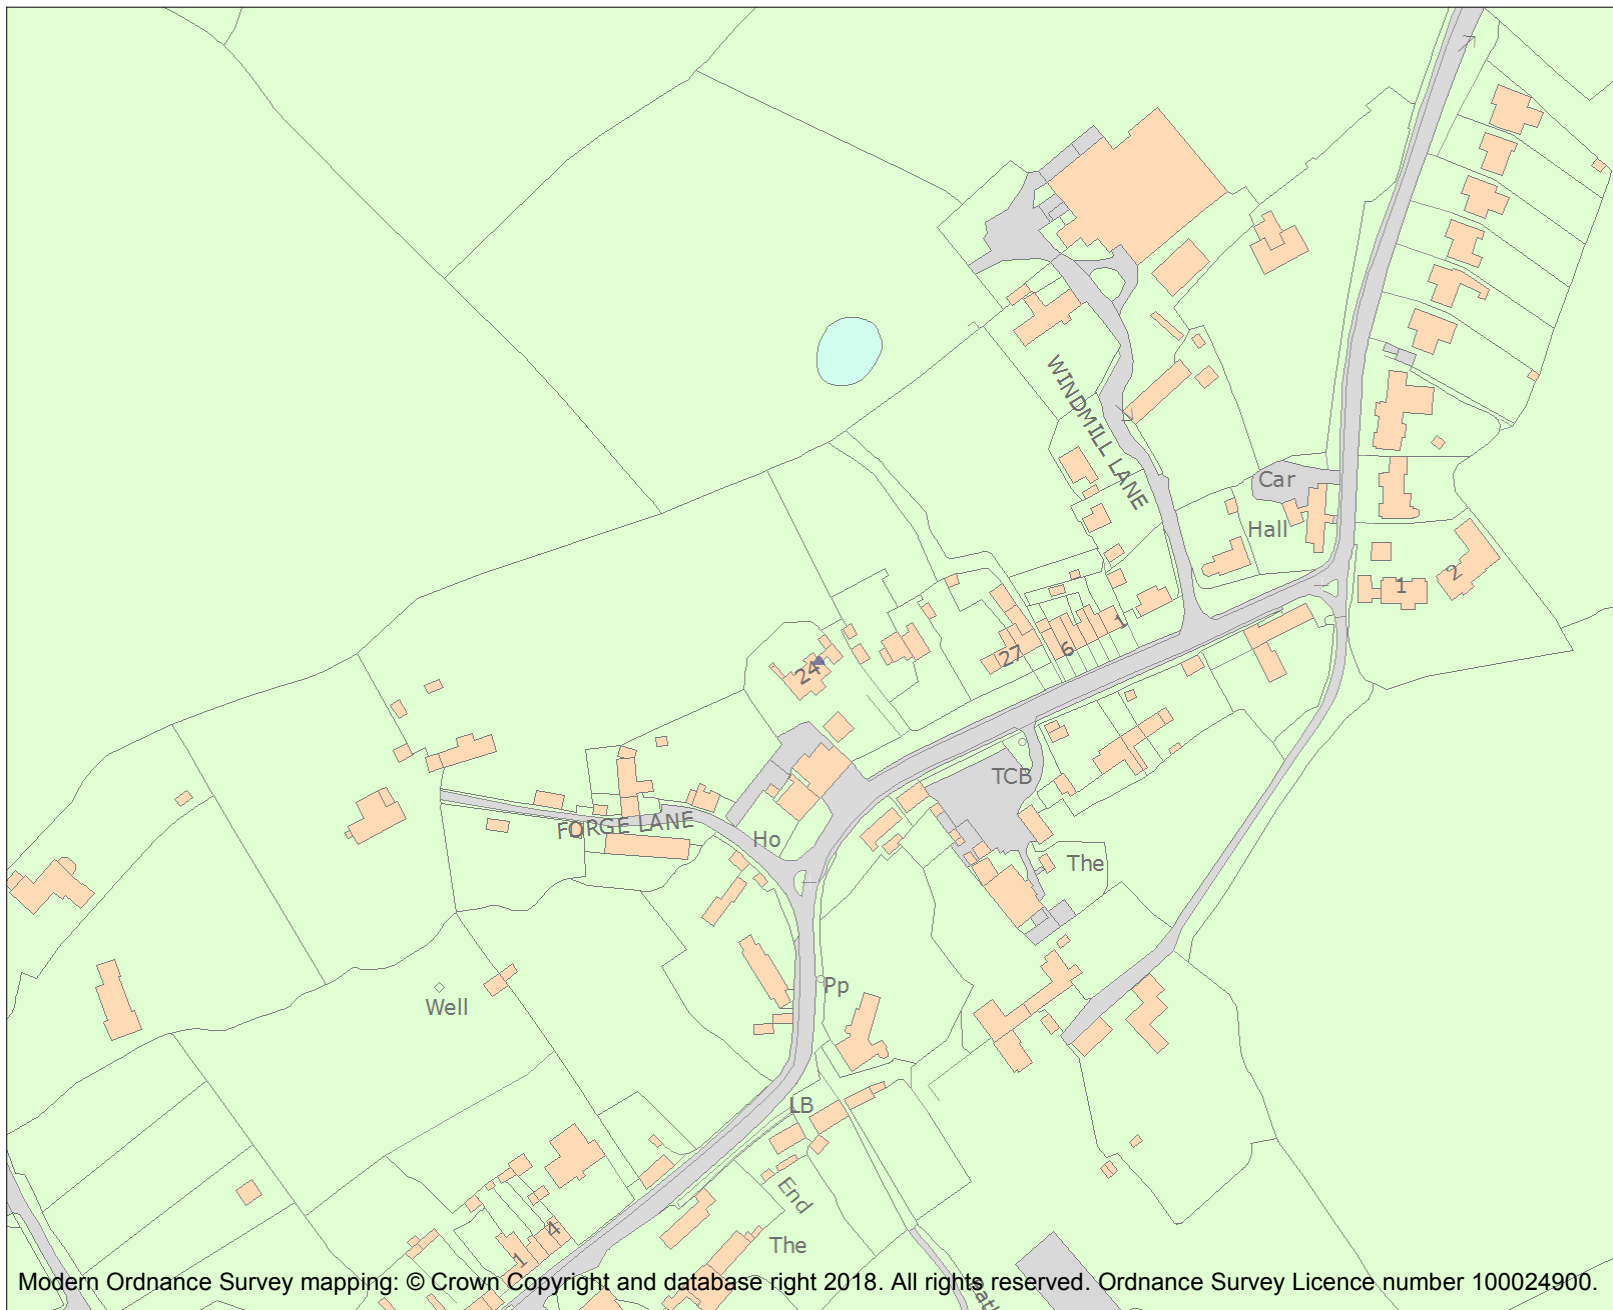 WINDMILL LANE
Car
Hall
1
2
1
6
27
24
TCB
FORGE LANE
Ho
The
Pp
Well
LB
End
4
1
The
Modern Ordnance Survey mapping: © Crown Copyright and database right 2018. All rights reserved. Ordnance Survey Licence number 100024900.